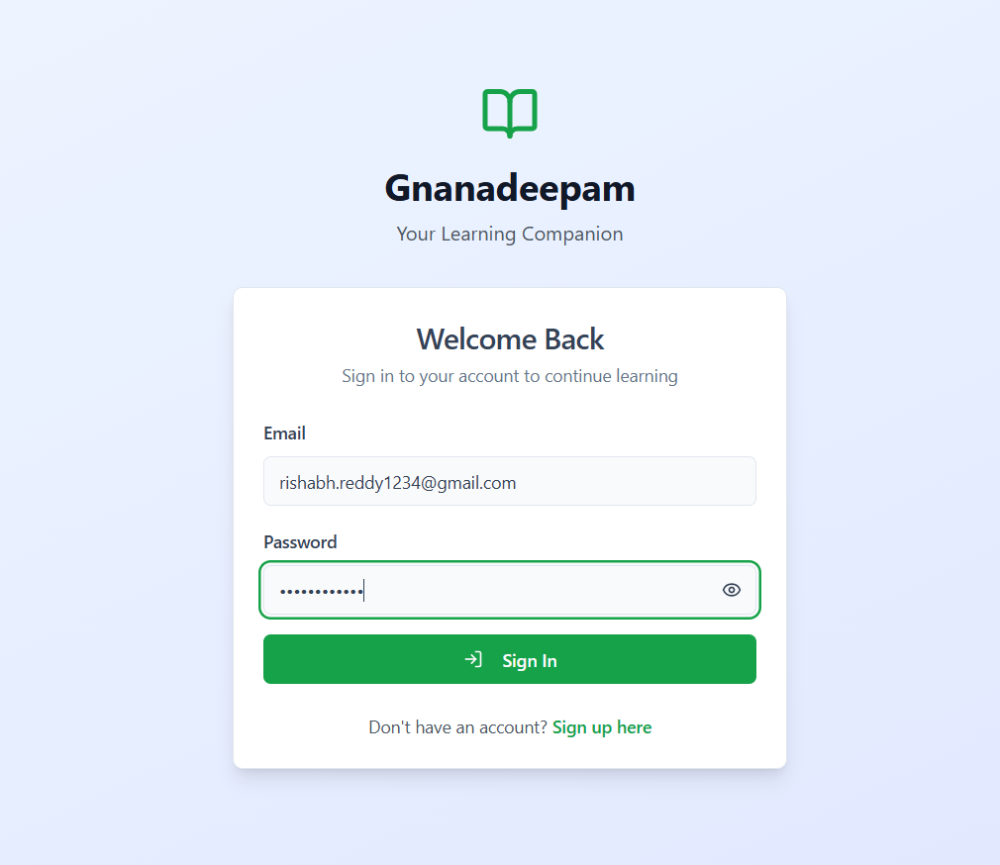 Gnanadeepam
Your Learning Companion
Welcome Back
Sign in to your account to continue learning
Email
rishabh.reddy1234@gmail.com
Password
••••••••••••
Sign In
Don't have an account? Sign up here